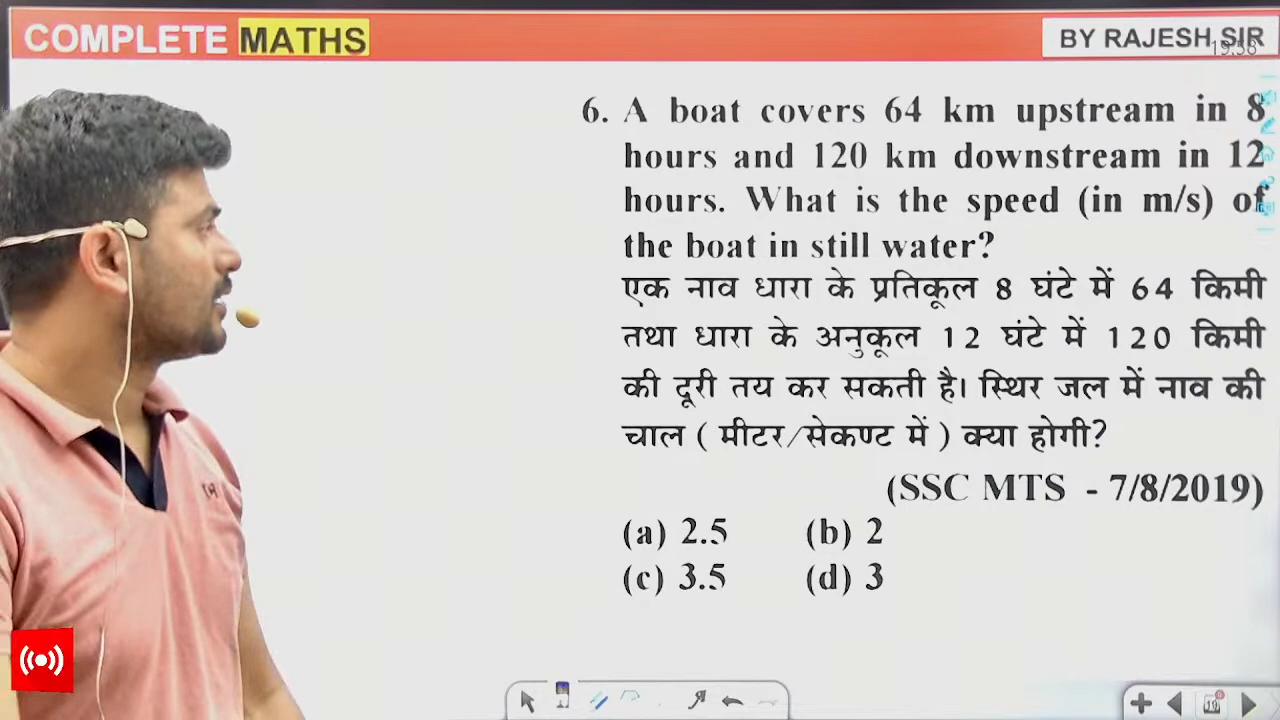 COMPLETE MATHS
BY RAJESH SIR
19:38
6. A boat covers 64 km upstream in 8
hours and 120 km downstream in 12
hours. What is the speed (in m/s) of
the boat in still water?
एक नाव धारा के प्रतिकूल 8 घंटे में 64 किमी
तथा धारा के अनुकूल 12 घंटे में 120 किमी
की दूरी तय कर सकती है। स्थिर जल में नाव की
चाल ( मीटर/सेकण्ट में ) क्या होगी?
(SSC MTS - 7/8/2019)
(a) 2.5 (b) 2
(c) 3.5 (d) 3